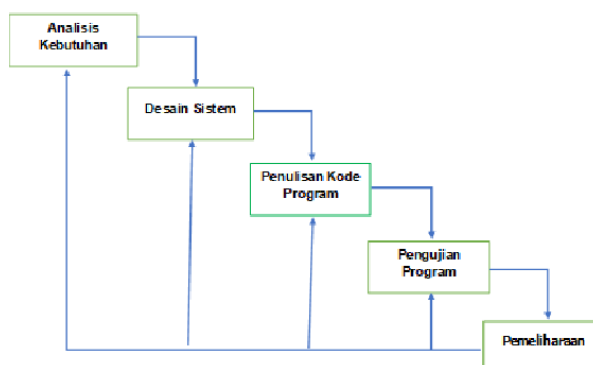 Analisis
Kebutuhan
Desain Sistem
Penulisan Kode
Program
Pengujian
Program
Pemeliharaan